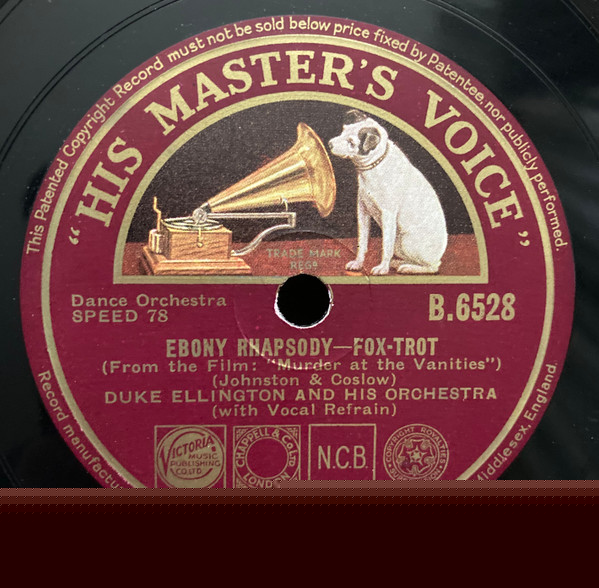 This Patented Copyright Record must not be sold below price fixed by Patentee, nor publicly performed.
"HIS MASTER'S VOICE"
TRADE MARK
REGD
Dance Orchestra
SPEED 78
B.6528
EBONY RHAPSODY—FOX-TROT
(From the Film: "Murder at the Vanities")
(Johnston & Coslow)
DUKE ELLINGTON AND HIS ORCHESTRA
(with Vocal Refrain)
VICTORIA
MUSIC
PUBLISHING
CO LTD
CHAPPELL & Co LTD
LONDON
N.C.B.
COPYRIGHT ROYALTIES
Record
Middlesex, England.